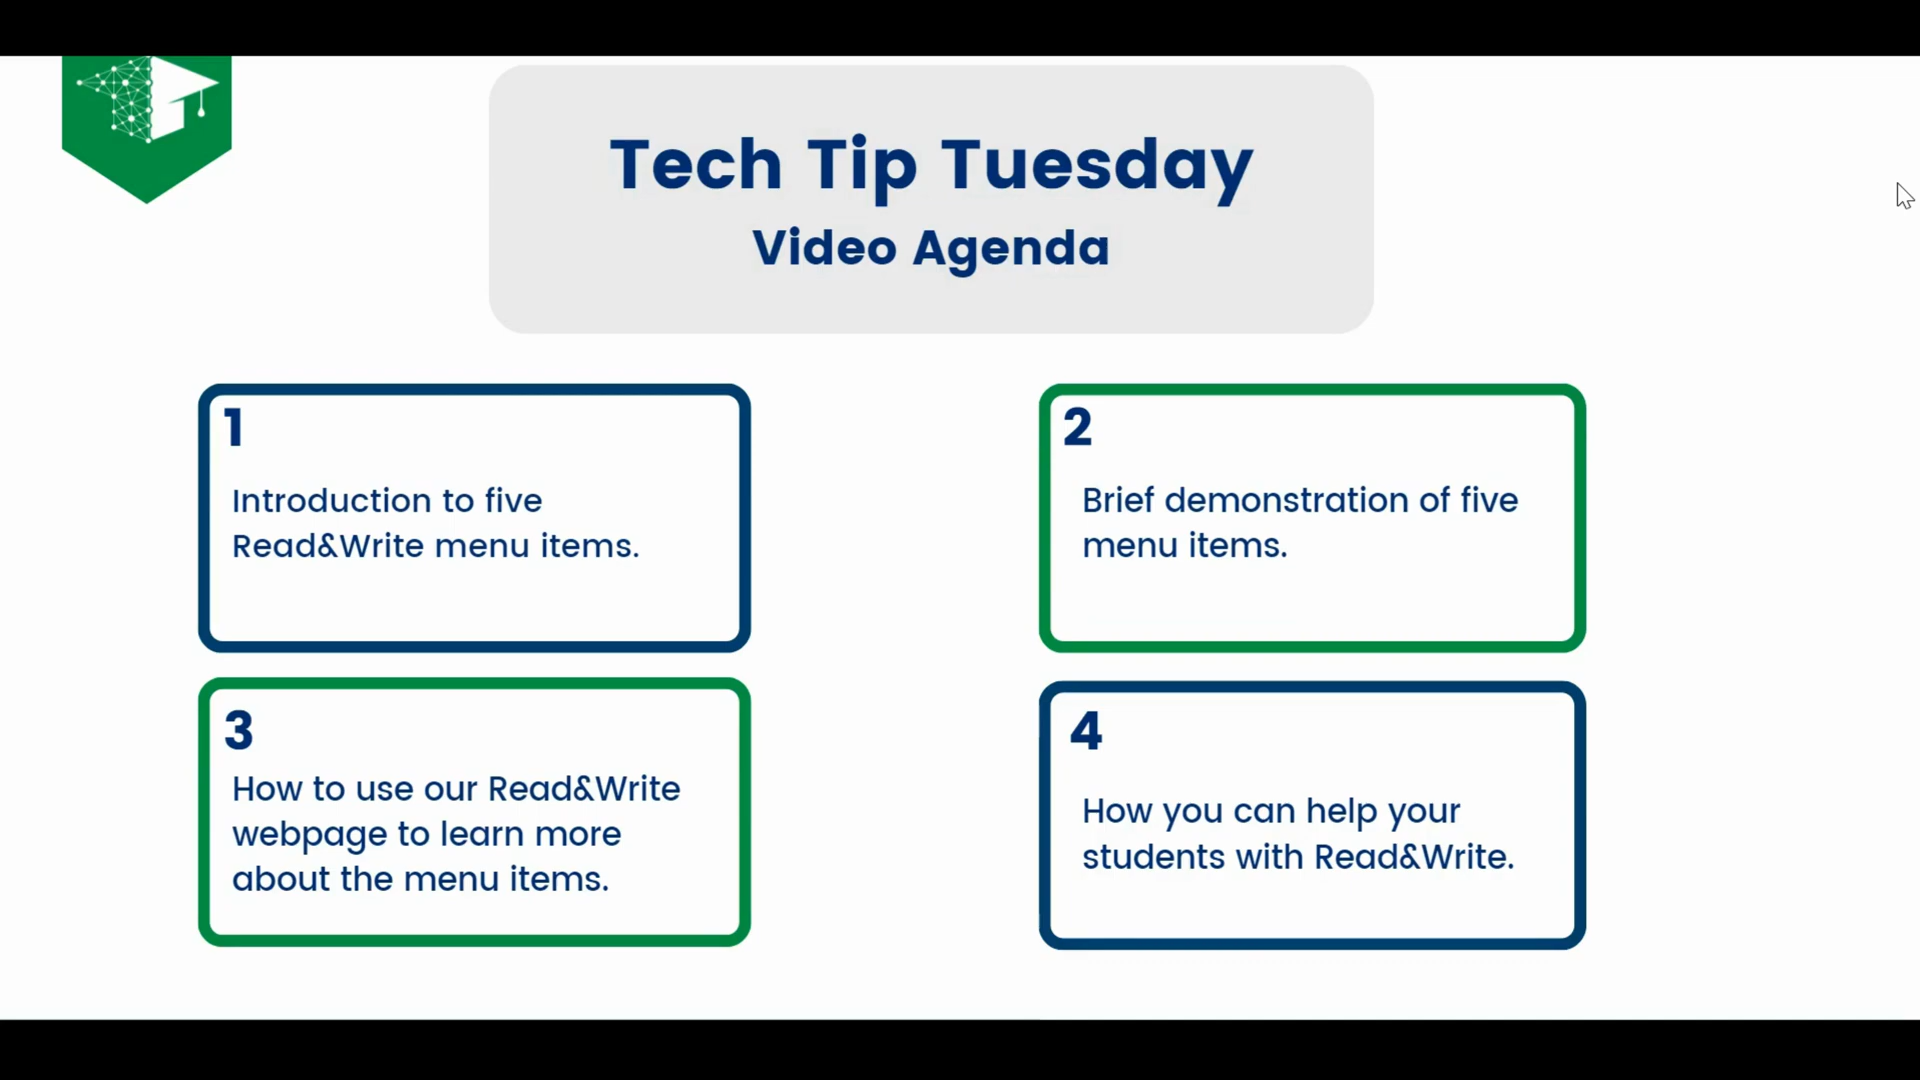 Tech Tip Tuesday
Video Agenda
1
Introduction to five
Read&Write menu items.
2
Brief demonstration of five
menu items.
3
How to use our Read&Write
webpage to learn more
about the menu items.
4
How you can help your
students with Read&Write.